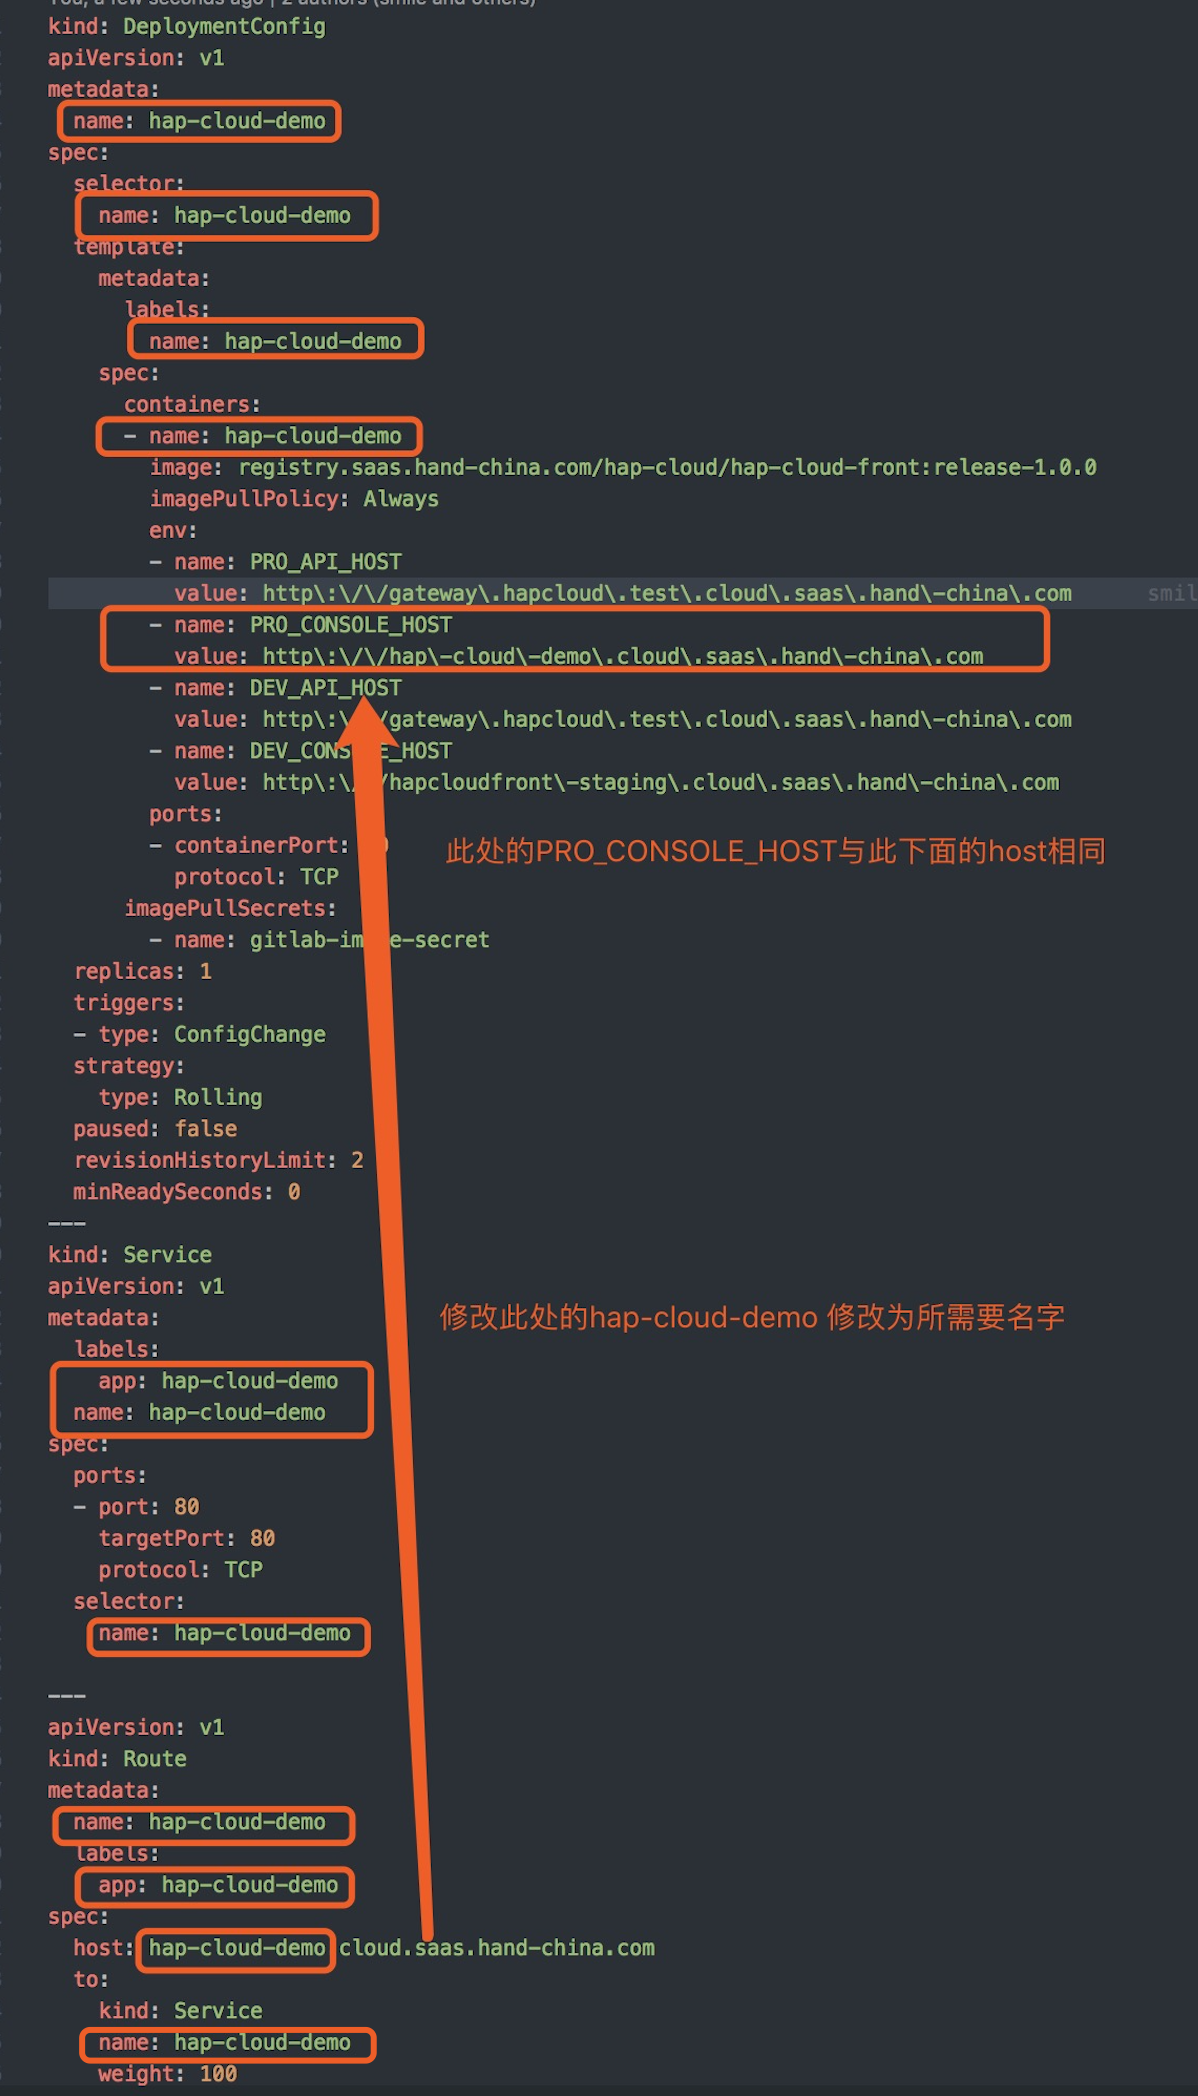 You, a few seconds ago | 2 authors (smile and others)
kind: DeploymentConfig
apiVersion: v1
metadata:
  name: hap-cloud-demo
spec:
  selector:
    name: hap-cloud-demo
  template:
    metadata:
      labels:
        name: hap-cloud-demo
    spec:
      containers:
      - name: hap-cloud-demo
        image: registry.saas.hand-china.com/hap-cloud/hap-cloud-front:release-1.0.0
        imagePullPolicy: Always
        env:
        - name: PRO_API_HOST
          value: http\:\/\/gateway\.hapcloud\.test\.cloud\.saas\.hand\-china\.com smil
        - name: PRO_CONSOLE_HOST
          value: http\:\/\/hap\-cloud\-demo\.cloud\.saas\.hand\-china\.com
        - name: DEV_API_HOST
          value: http\:\/gateway\.hapcloud\.test\.cloud\.saas\.hand\-china\.com
        - name: DEV_CONSOLE_HOST
          value: http\:\/hapcloudfront\-staging\.cloud\.saas\.hand\-china\.com
        ports:
        - containerPort:
此处的PRO_CONSOLE_HOST与此下面的host相同
          protocol: TCP
      imagePullSecrets:
        - name:
  replicas: 1
  triggers:
  - type: ConfigChange
  strategy:
    type: Rolling
  paused: false
  revisionHistoryLimit: 2
  minReadySeconds: 0
---
kind: Service
apiVersion: v1
metadata:
修改此处的hap-cloud-demo 修改为所需要名字
  labels:
    app: hap-cloud-demo
  name: hap-cloud-demo
spec:
  ports:
  - port: 80
    targetPort: 80
    protocol: TCP
  selector:
    name: hap-cloud-demo
---
apiVersion: v1
kind: Route
metadata:
  name: hap-cloud-demo
  labels:
    app: hap-cloud-demo
spec:
  host: hap-cloud-demo cloud.saas.hand-china.com
  to:
    kind: Service
    name: hap-cloud-demo
    weight: 100